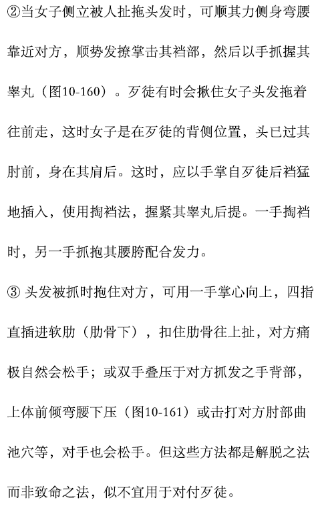 ②当女子侧立被人扯拖头发时，可顺其力侧身弯腰
靠近对方，顺势发撩掌击其裆部，然后以手抓握其
睾丸（图10-160）。歹徒有时会揪住女子头发拖着
往前走，这时女子是在歹徒的背侧位置，头已过其
肘前，身在其肩后。这时，应以手掌自歹徒后裆猛
地插入，使用掏裆法，握紧其睾丸后提。一手掏裆
时，另一手抓抱其腰胯配合发力。
③ 头发被抓时抱住对方，可用一手掌心向上，四指
直插进软肋（肋骨下），扣住肋骨往上扯，对方痛
极自然会松手；或双手叠压于对方抓发之手背部，
上体前倾弯腰下压（图10-161）或击打对方肘部曲
池穴等，对手也会松手。但这些方法都是解脱之法
而非致命之法，似不宜用于对付歹徒。